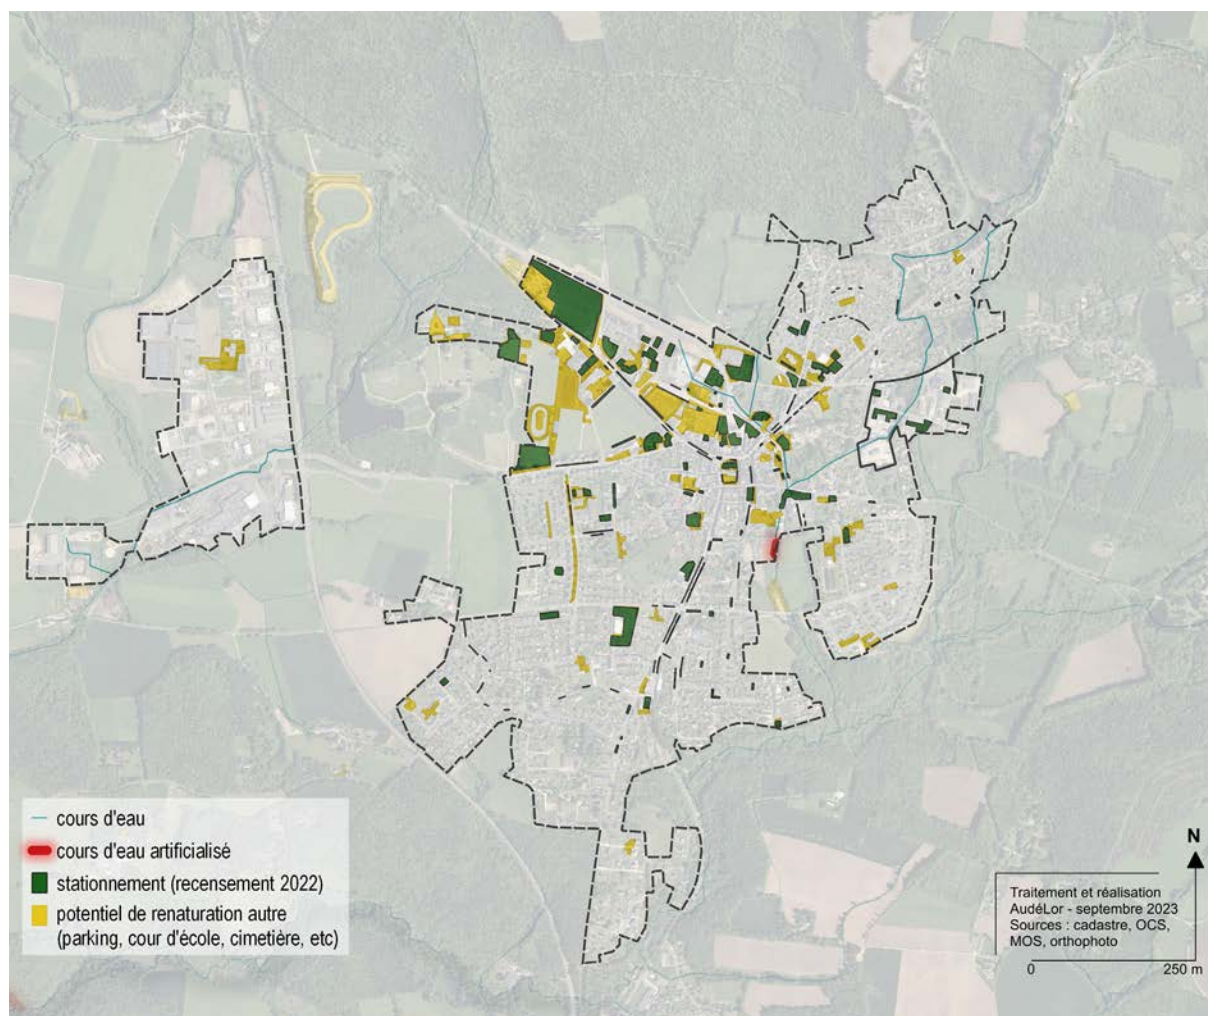 cours d'eau
cours d'eau artificialisé
stationnement (recensement 2022)
potentiel de renaturation autre
(parking, cour d'école, cimetière, etc)
N
Traitement et réalisation
AudéLor - septembre 2023
Sources : cadastre, OCS,
MOS, orthophoto
0 250 m